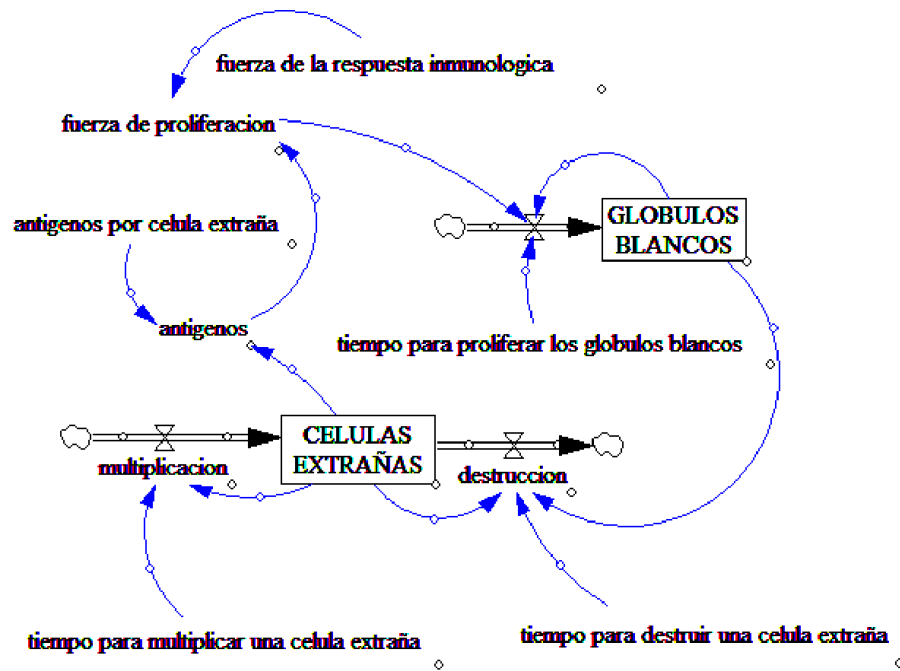 fuerza de la respuesta inmunologica
fuerza de proliferacion
antigenos por celula extraña
GLOBULOS
BLANCOS
antigenos
tiempo para proliferar los globulos blancos
CELULAS
EXTRAÑAS
multiplicacion
destruccion
tiempo para multiplicar una celula extraña
tiempo para destruir una celula extraña